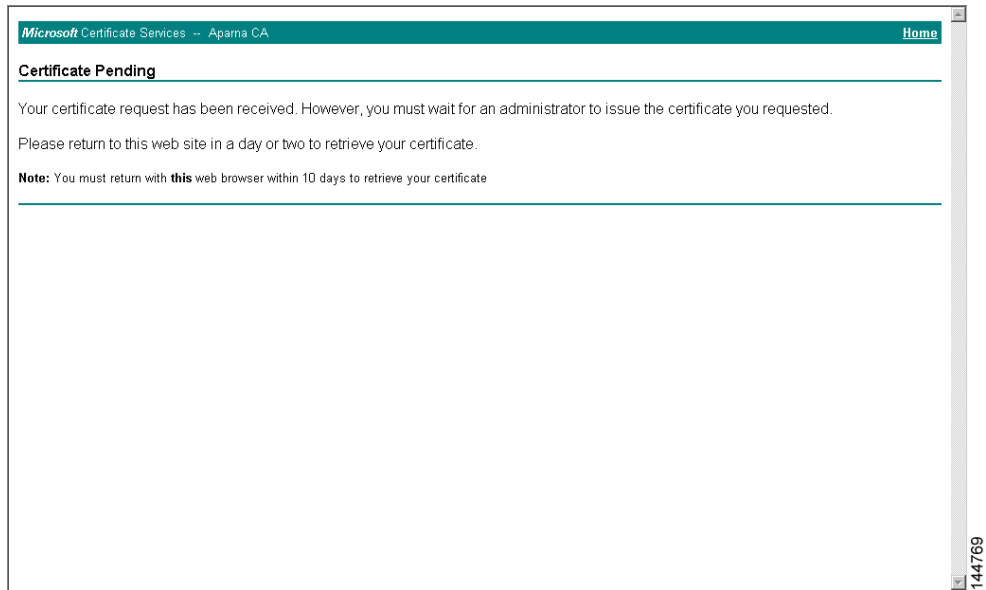 Microsoft Certificate Services -- Aparna CA Home
Certificate Pending
Your certificate request has been received. However, you must wait for an administrator to issue the certificate you requested.
Please return to this web site in a day or two to retrieve your certificate.
Note: You must return with this web browser within 10 days to retrieve your certificate
144769